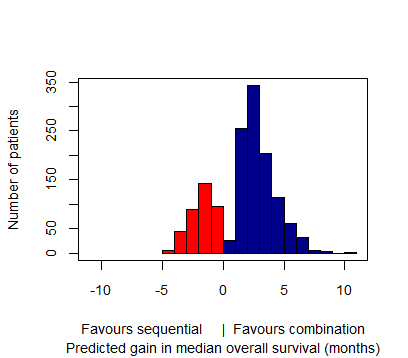 350
250
150
50
0
Number of patients
-10 -5 0 5 10
Favours sequential | Favours combination
Predicted gain in median overall survival (months)